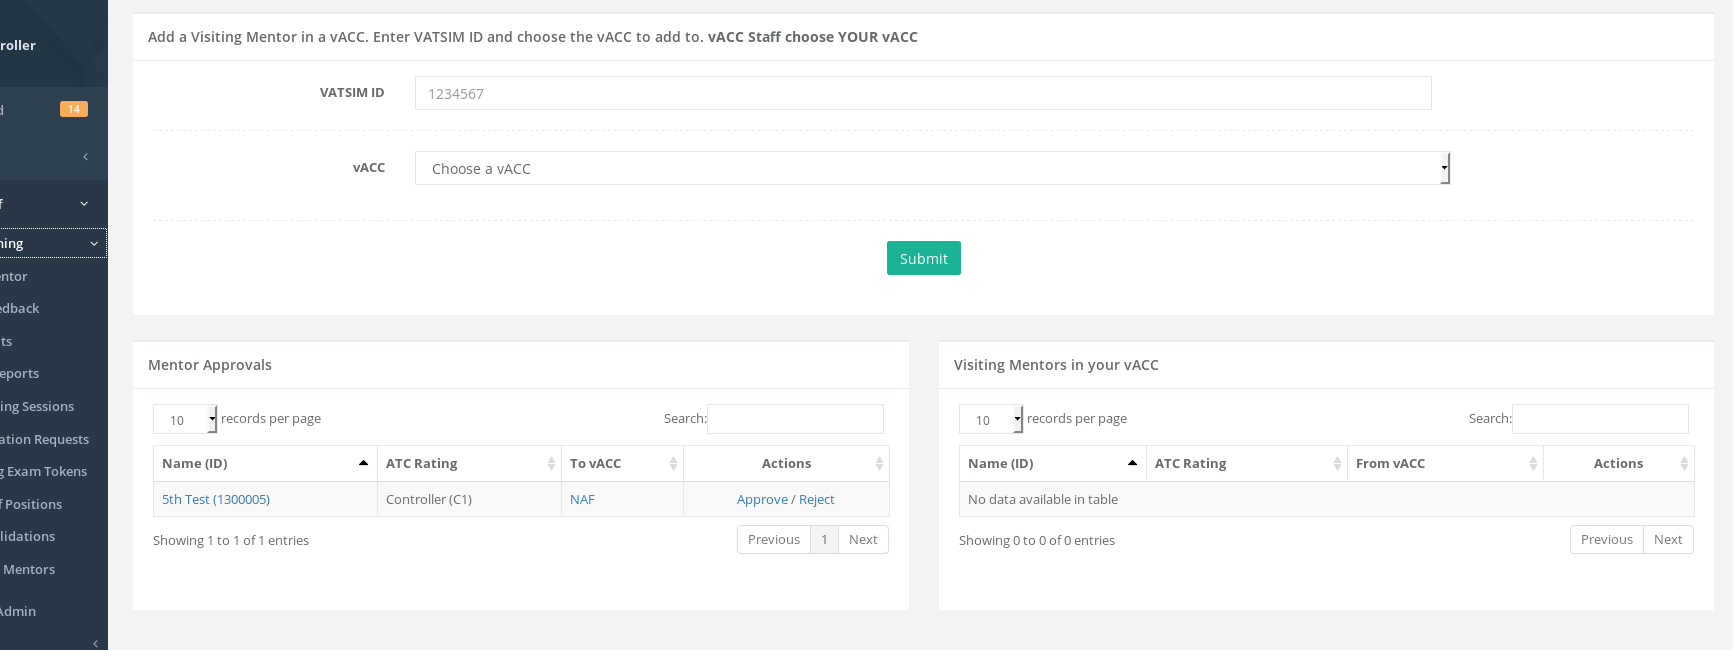 roller
d 14
f
ning
entor
edback
ts
eports
ing Sessions
ation Requests
g Exam Tokens
f Positions
lidations
Mentors
Admin
Add a Visiting Mentor in a vACC. Enter VATSIM ID and choose the vACC to add to. vACC Staff choose YOUR vACC
VATSIM ID 1234567
vACC Choose a vACC
Submit
Mentor Approvals
10 records per page Search:
Name (ID) ATC Rating To vACC Actions
5th Test (1300005) Controller (C1) NAF Approve / Reject
Showing 1 to 1 of 1 entries Previous 1 Next
Visiting Mentors in your vACC
10 records per page Search:
Name (ID) ATC Rating From vACC Actions
No data available in table
Showing 0 to 0 of 0 entries Previous Next